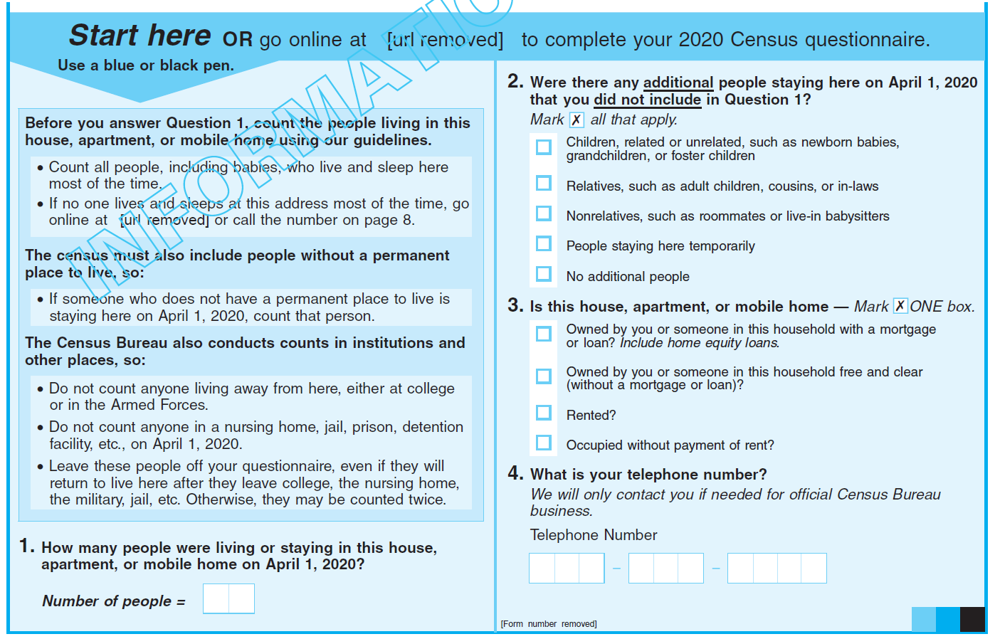 Start here OR go online at [url removed] to complete your 2020 Census questionnaire.
Use a blue or black pen.
Before you answer Question 1, count the people living in this
house, apartment, or mobile home using our guidelines.
• Count all people, including babies, who live and sleep here
most of the time.
• If no one lives and sleeps at this address most of the time, go
online at [url removed] or call the number on page 8.
The census must also include people without a permanent
place to live, so:
• If someone who does not have a permanent place to live is
staying here on April 1, 2020, count that person.
The Census Bureau also conducts counts in institutions and
other places, so:
• Do not count anyone living away from here, either at college
or in the Armed Forces.
• Do not count anyone in a nursing home, jail, prison, detention
facility, etc., on April 1, 2020.
• Leave these people off your questionnaire, even if they will
return to live here after they leave college, the nursing home,
the military, jail, etc. Otherwise, they may be counted twice.
1. How many people were living or staying in this house,
apartment, or mobile home on April 1, 2020?
Number of people =
2. Were there any additional people staying here on April 1, 2020
that you did not include in Question 1?
Mark ✗ all that apply.
Children, related or unrelated, such as newborn babies,
grandchildren, or foster children
Relatives, such as adult children, cousins, or in-laws
Nonrelatives, such as roommates or live-in babysitters
People staying here temporarily
No additional people
3. Is this house, apartment, or mobile home — Mark ✗ ONE box.
Owned by you or someone in this household with a mortgage
or loan? Include home equity loans.
Owned by you or someone in this household free and clear
(without a mortgage or loan)?
Rented?
Occupied without payment of rent?
4. What is your telephone number?
We will only contact you if needed for official Census Bureau
business.
Telephone Number
– –
[Form number removed]
INFORMATIO